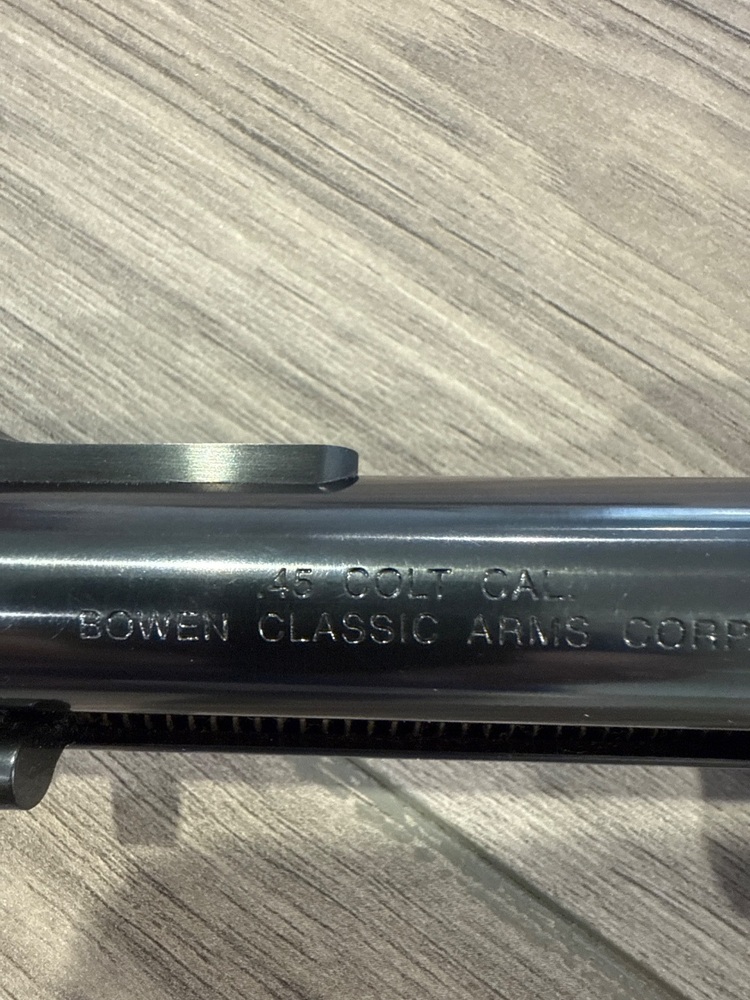 .45 COLT CAL.
BOWEN CLASSIC ARMS CORP